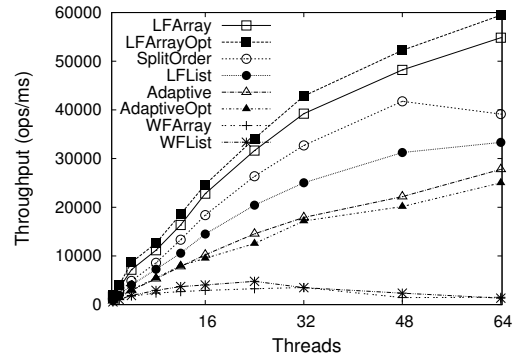 60000
50000
40000
30000
20000
10000
0
Throughput (ops/ms)
LFArray
LFArrayOpt
SplitOrder
LFList
Adaptive
AdaptiveOpt
WFArray
WFList
16
32
48
64
Threads